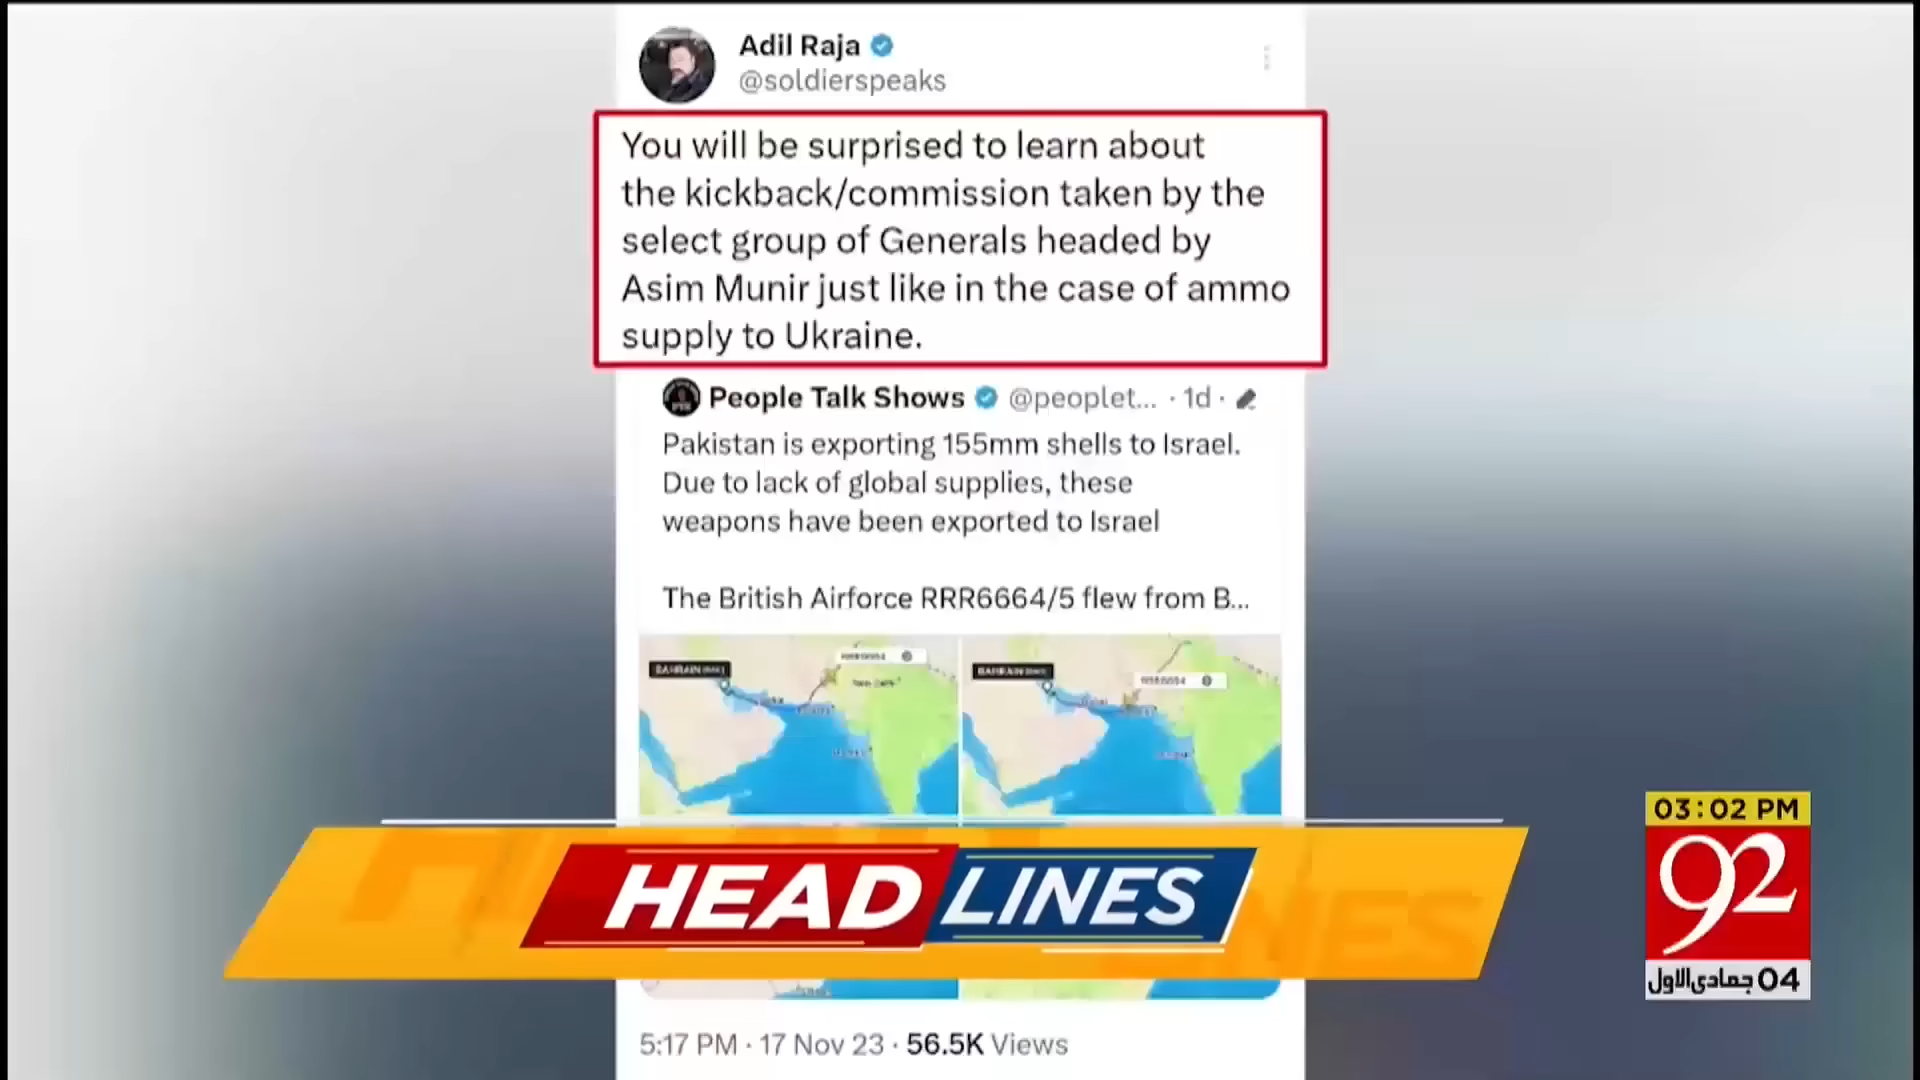 Adil Raja
@soldierspeaks
You will be surprised to learn about
the kickback/commission taken by the
select group of Generals headed by
Asim Munir just like in the case of ammo
supply to Ukraine.
People Talk Shows @peoplet... · 1d ·
Pakistan is exporting 155mm shells to Israel.
Due to lack of global supplies, these
weapons have been exported to Israel
The British Airforce RRR6664/5 flew from B...
BAHRAIN
BAHRAIN
HEADLINES
03:02 PM
92
04 جمادی الاول
5:17 PM · 17 Nov 23 · 56.5K Views